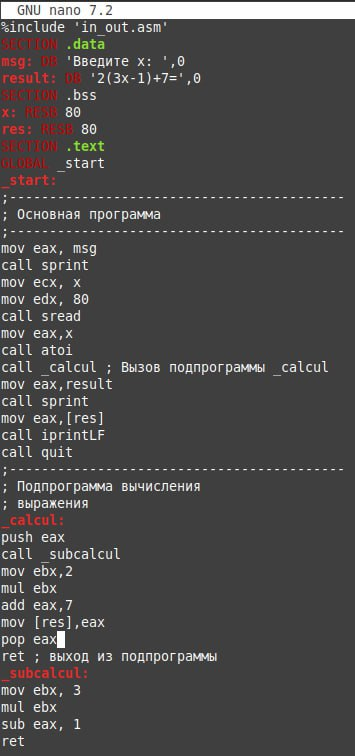 GNU nano 7.2
%include 'in_out.asm'
SECTION .data
msg: DB 'Введите x: ',0
result: DB '2(3x-1)+7=',0
SECTION .bss
x: RESB 80
res: RESB 80
SECTION .text
GLOBAL _start
_start:
;------------------------------------------
; Основная программа
;------------------------------------------
mov eax, msg
call sprint
mov ecx, x
mov edx, 80
call sread
mov eax,x
call atoi
call _calcul ; Вызов подпрограммы _calcul
mov eax,result
call sprint
mov eax,[res]
call iprintLF
call quit
;------------------------------------------
; Подпрограмма вычисления
; выражения
_calcul:
push eax
call _subcalcul
mov ebx,2
mul ebx
add eax,7
mov [res],eax
pop eax
ret ; выход из подпрограммы
_subcalcul:
mov ebx, 3
mul ebx
sub eax, 1
ret